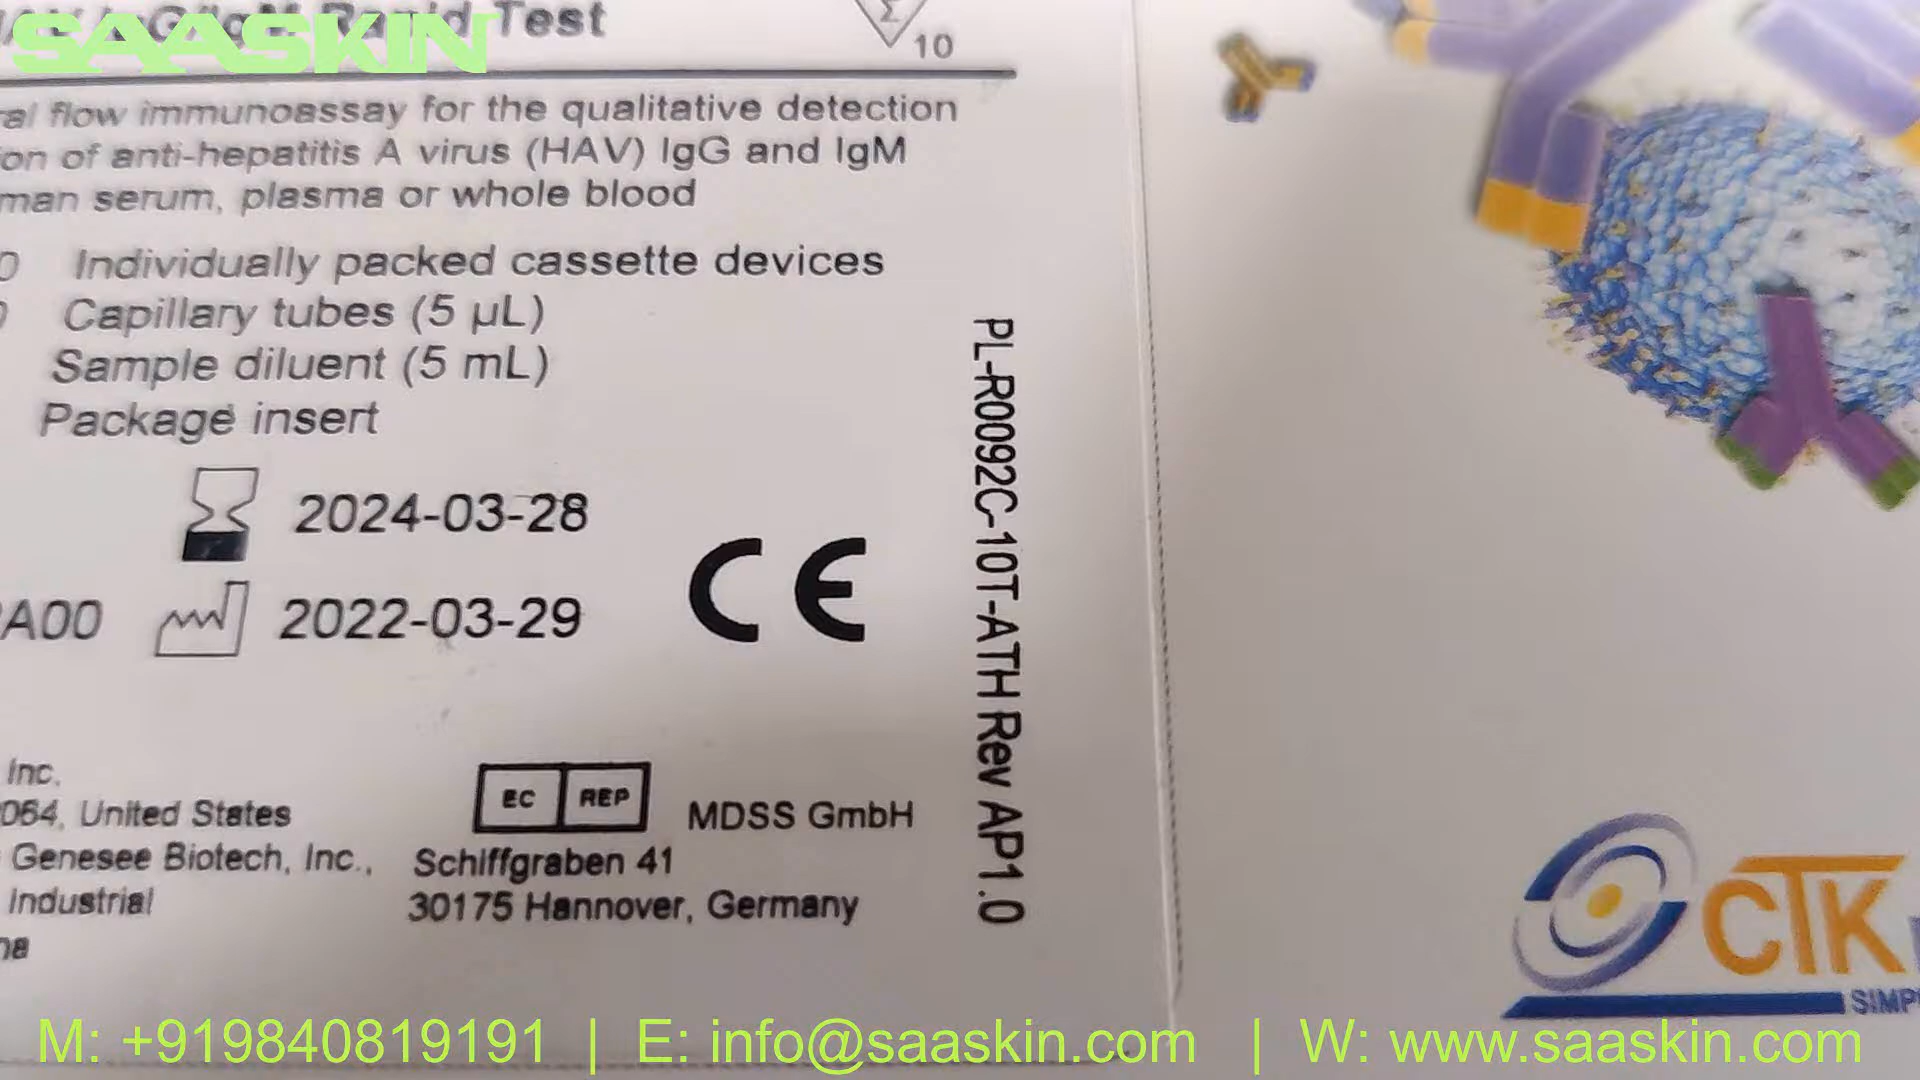 SAASKIN
Rapid Test
10
flow immunoassay for the qualitative detection
of anti-hepatitis A virus (HAV) IgG and IgM
serum, plasma or whole blood
Individually packed cassette devices
Capillary tubes (5 µL)
Sample diluent (5 mL)
Package insert
2024-03-28
A00 2022-03-29
CE
PL-R0092C-10T-ATH Rev AP1.0
Inc.
064, United States
Genesee Biotech, Inc.,
Industrial
EC REP MDSS GmbH
Schiffgraben 41
30175 Hannover, Germany
CTK
M: +919840819191 | E: info@saaskin.com | W: www.saaskin.com